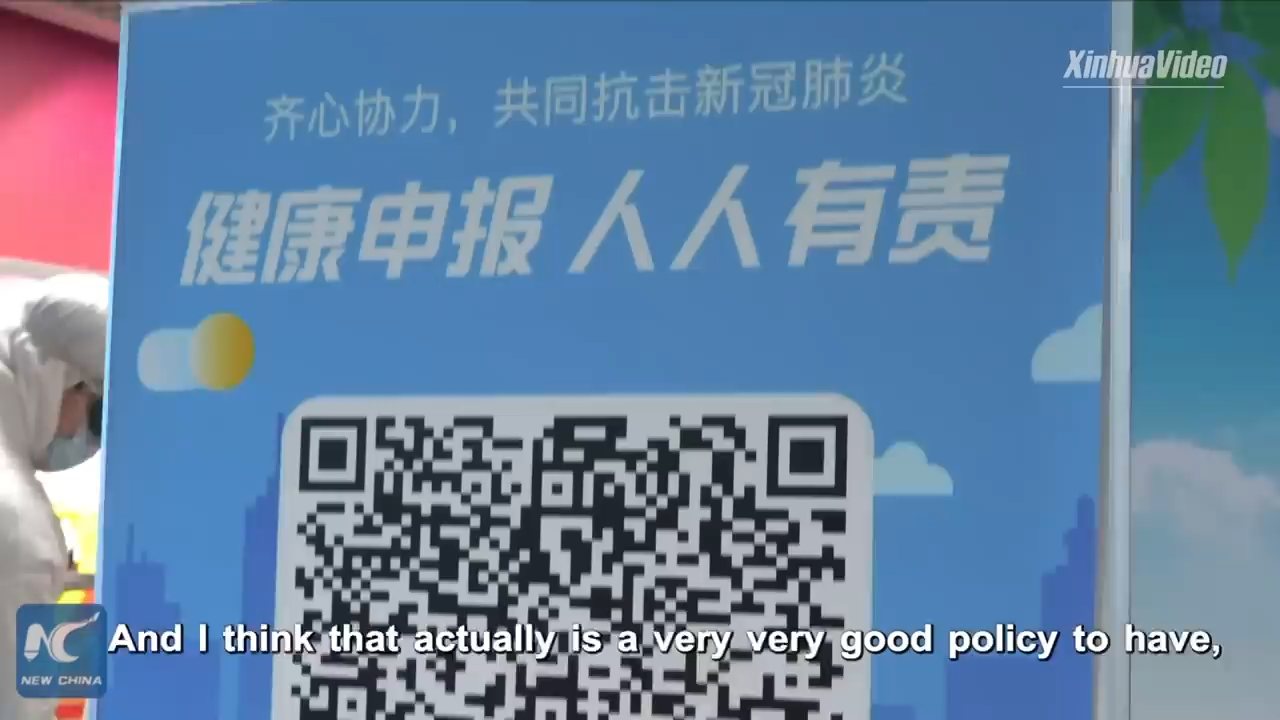 XinhuaVideo
齐心协力，共同抗击新冠肺炎
健康申报 人人有责
And I think that actually is a very very good policy to have,
NC
NEW CHINA